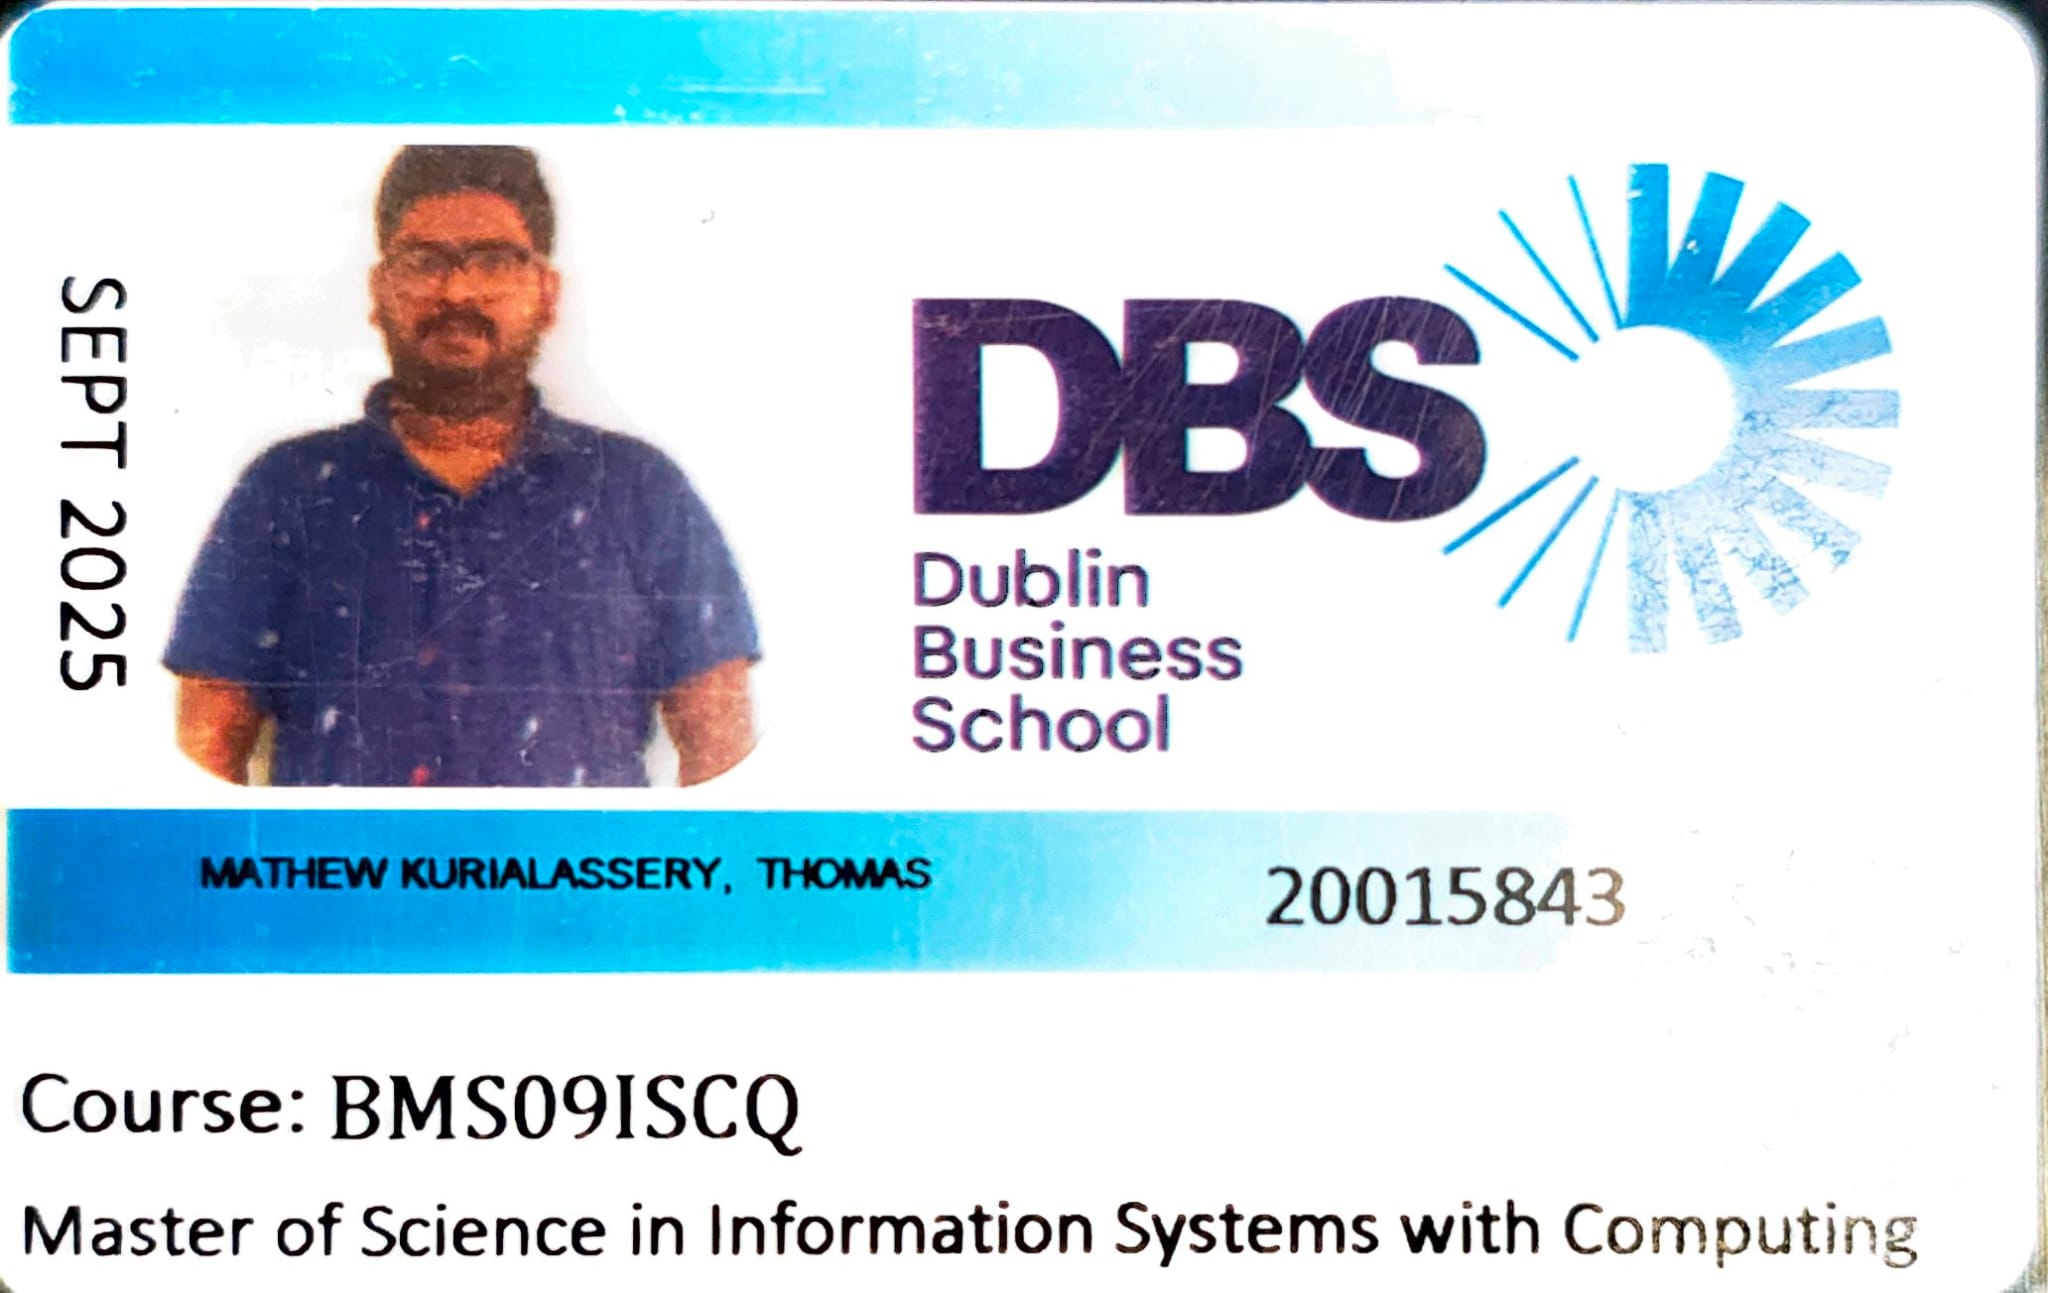 SEPT 2025
DBS
Dublin
Business
School
MATHEW KURIALASSERY, THOMAS
20015843
Course: BMS09ISCQ
Master of Science in Information Systems with Computing